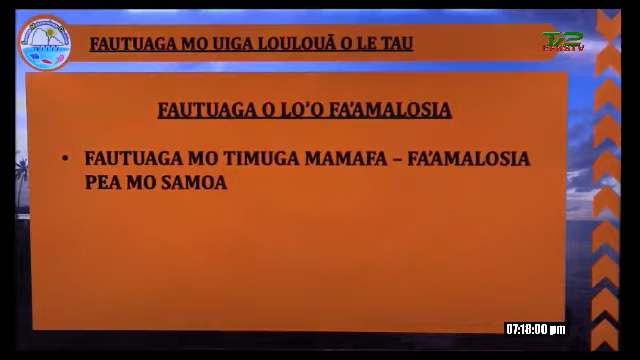 FAUTUAGA MO UIGA LOULOUĀ O LE TAU
TV2
FAUTUAGA O LO'O FA'AMALOSIA
• FAUTUAGA MO TIMUGA MAMAFA – FA'AMALOSIA
PEA MO SAMOA
07:18:00 pm